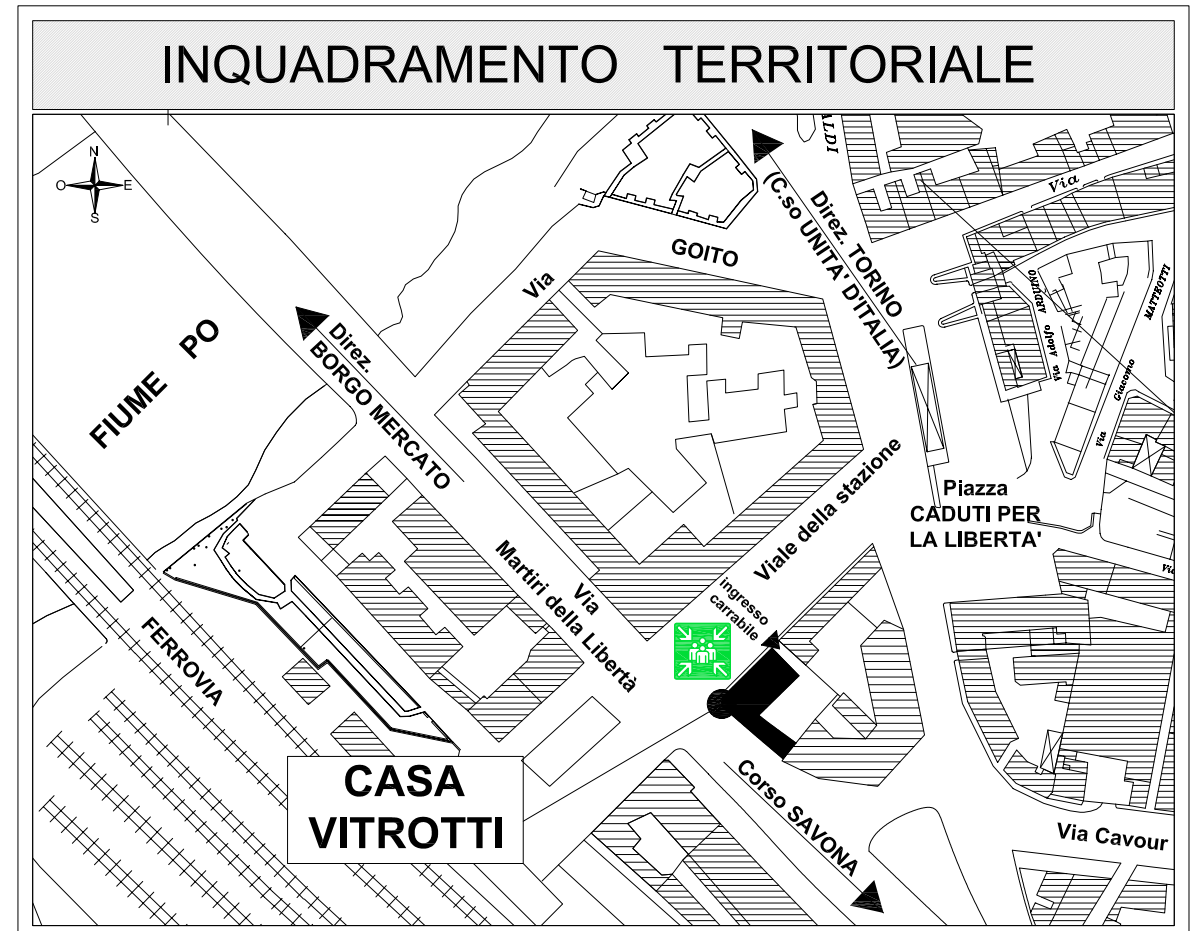 INQUADRAMENTO TERRITORIALE
N
O
E
S
ALDI
Via
Direz. TORINO
(C.so UNITA' D'ITALIA)
GOITO
Via
ARDUINO
Adolfo
Via
MATTEOTTI
Giacomo
Via
FIUME PO
Direz.
BORGO MERCATO
Piazza
CADUTI PER
LA LIBERTA'
Viale della stazione
ingresso
carrabile
Via
Martiri della Libertà
FERROVIA
CASA
VITROTTI
Corso SAVONA
Via Cavour